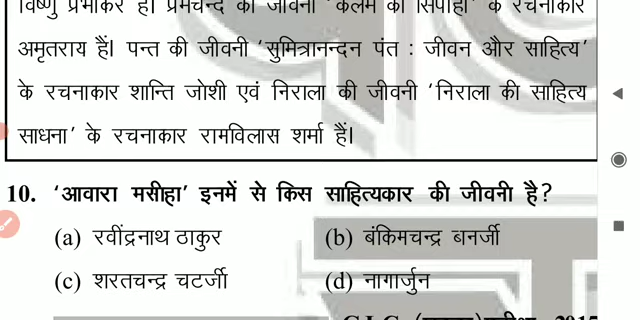 विष्णु प्रभाकर हैं। प्रेमचन्द की जीवनी 'कलम का सिपाही' के रचनाकार
अमृतराय हैं। पन्त की जीवनी 'सुमित्रानन्दन पंत : जीवन और साहित्य'
के रचनाकार शान्ति जोशी एवं निराला की जीवनी 'निराला की साहित्य
साधना' के रचनाकार रामविलास शर्मा हैं।
10. 'आवारा मसीहा' इनमें से किस साहित्यकार की जीवनी है?
(a) रवींद्रनाथ ठाकुर (b) बंकिमचन्द्र बनर्जी
(c) शरतचन्द्र चटर्जी (d) नागार्जुन